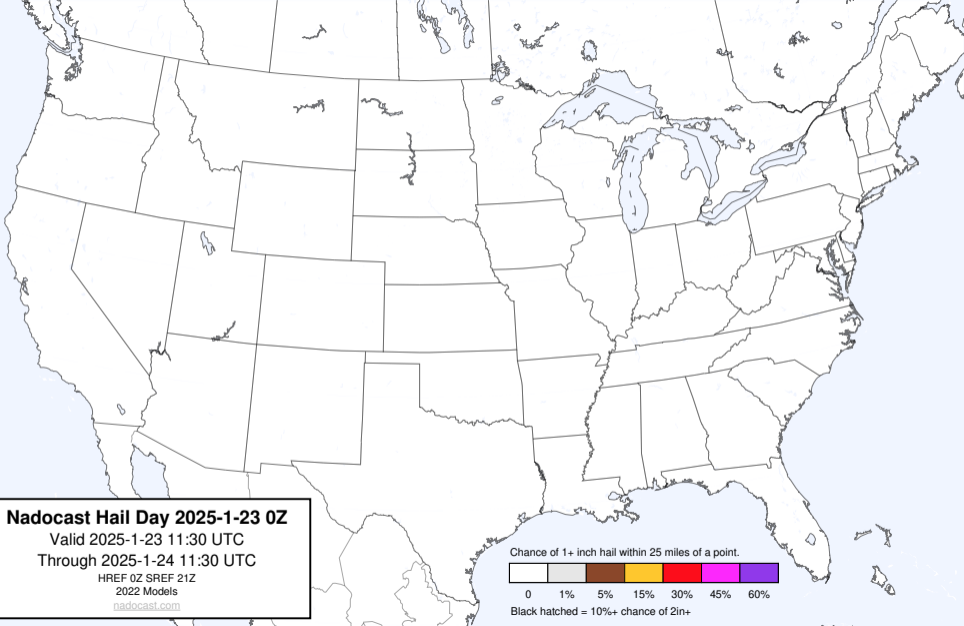 Nadocast Hail Day 2025-1-23 0Z
Valid 2025-1-23 11:30 UTC
Through 2025-1-24 11:30 UTC
HREF 0Z SREF 21Z
2022 Models
nadocast.com
Chance of 1+ inch hail within 25 miles of a point.
0 1% 5% 15% 30% 45% 60%
Black hatched = 10%+ chance of 2in+